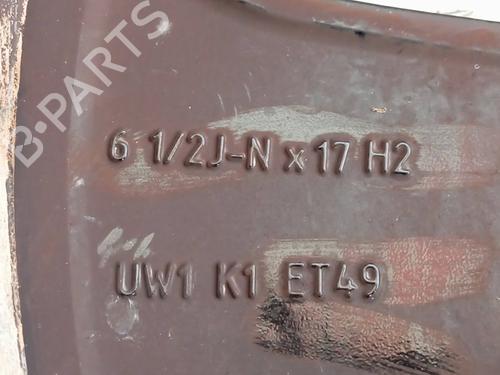 B-PARTS
6 1/2J-N x 17 H2
UW1 K1 ET49